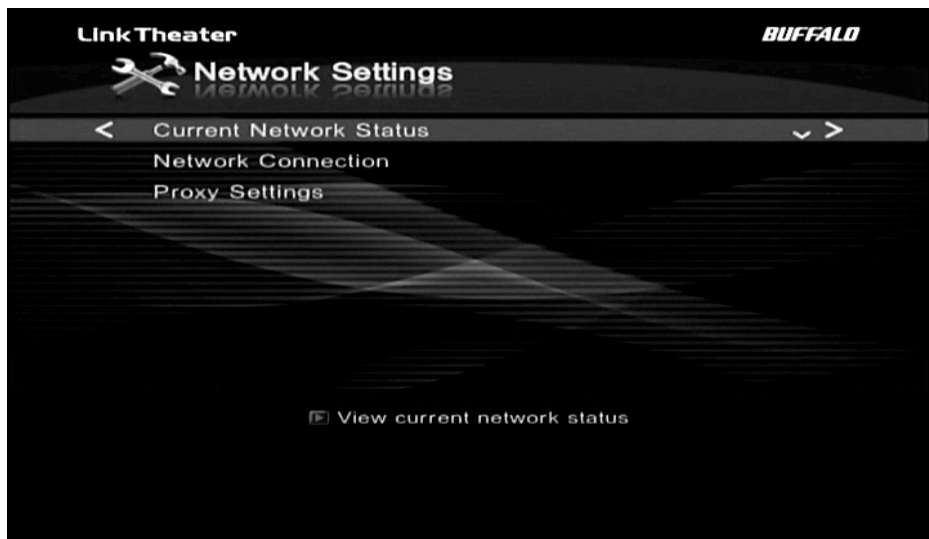 LinkTheater
BUFFALO
Network Settings
< Current Network Status >
Network Connection
Proxy Settings
View current network status